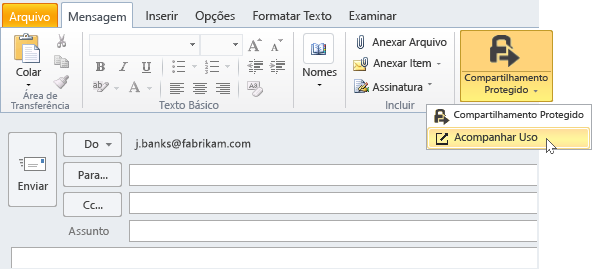 Arquivo Mensagem Inserir Opções Formatar Texto Examinar
Colar
Área de
Transferência
N I S
A
Texto Básico
Nomes
Anexar Arquivo
Anexar Item
Assinatura
Incluir
Compartilhamento
Protegido
Compartilhamento Protegido
Acompanhar Uso
Enviar
Do
j.banks@fabrikam.com
Para...
Cc...
Assunto